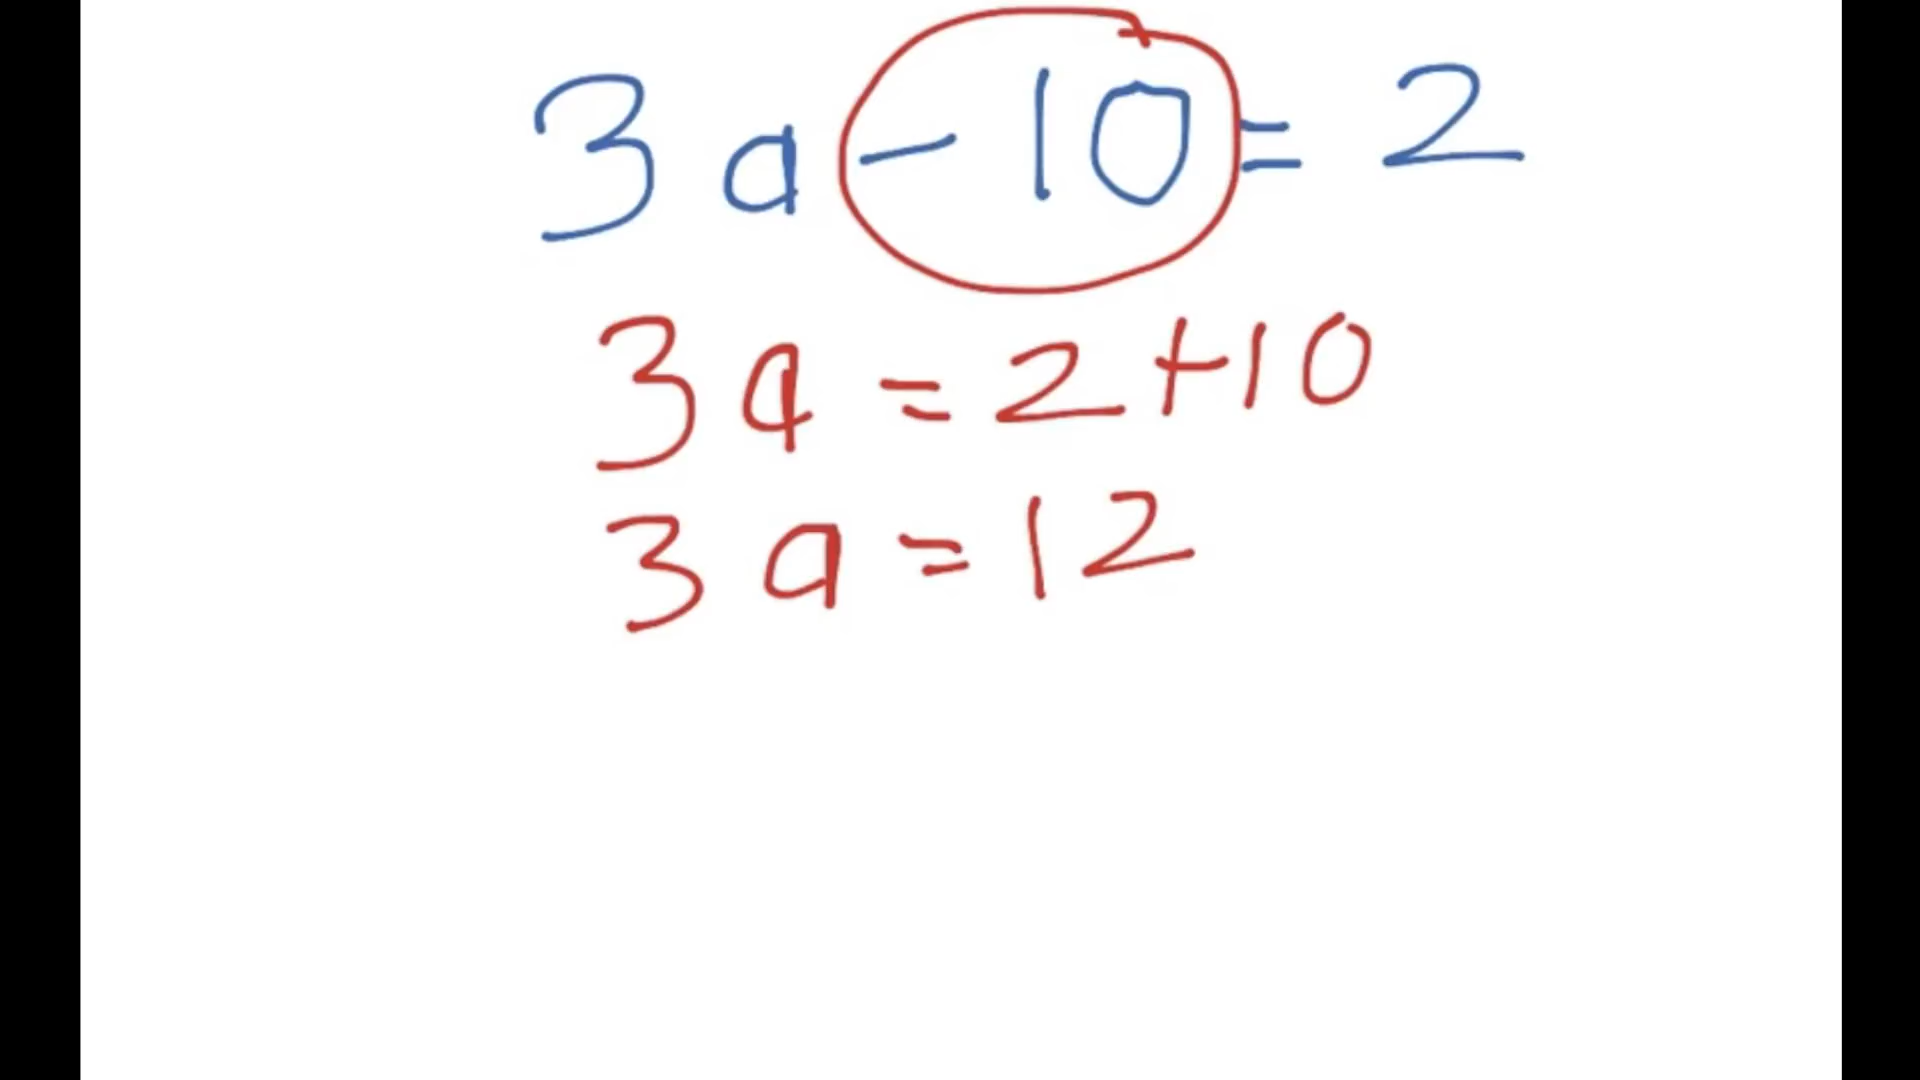 3a - 10 = 2
3a = 2 + 10
3a = 12